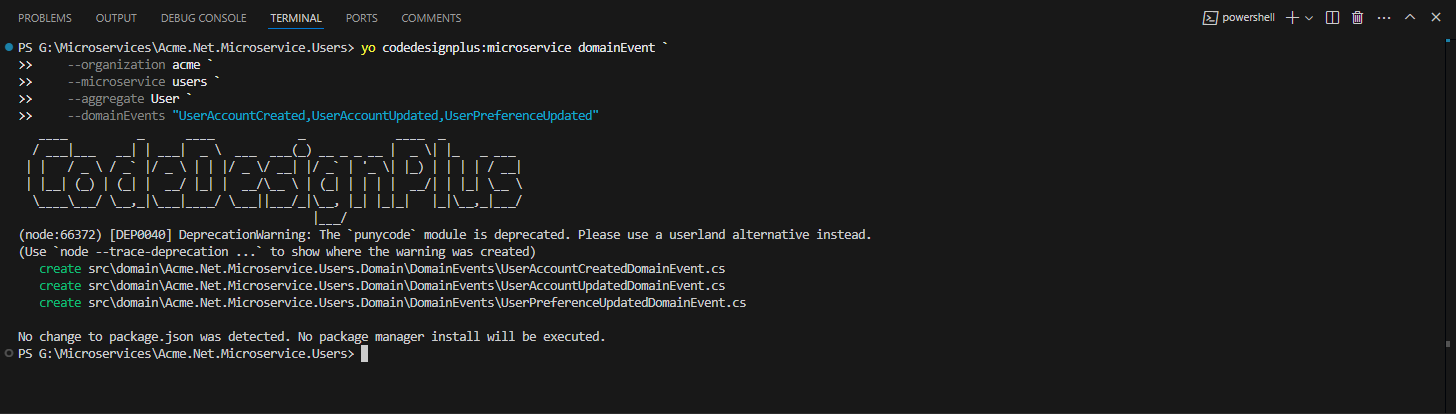 PROBLEMS OUTPUT DEBUG CONSOLE TERMINAL PORTS COMMENTS powershell
PS G:\Microservices\Acme.Net.Microservice.Users> yo codedesignplus:microservice domainEvent `
>> --organization acme `
>> --microservice users `
>> --aggregate User `
>> --domainEvents "UserAccountCreated,UserAccountUpdated,UserPreferenceUpdated"
CodeDesignPlus
(node:66372) [DEP0040] DeprecationWarning: The `punycode` module is deprecated. Please use a userland alternative instead.
(Use `node --trace-deprecation ...` to show where the warning was created)
create src\domain\Acme.Net.Microservice.Users.Domain\DomainEvents\UserAccountCreatedDomainEvent.cs
create src\domain\Acme.Net.Microservice.Users.Domain\DomainEvents\UserAccountUpdatedDomainEvent.cs
create src\domain\Acme.Net.Microservice.Users.Domain\DomainEvents\UserPreferenceUpdatedDomainEvent.cs
No change to package.json was detected. No package manager install will be executed.
PS G:\Microservices\Acme.Net.Microservice.Users>